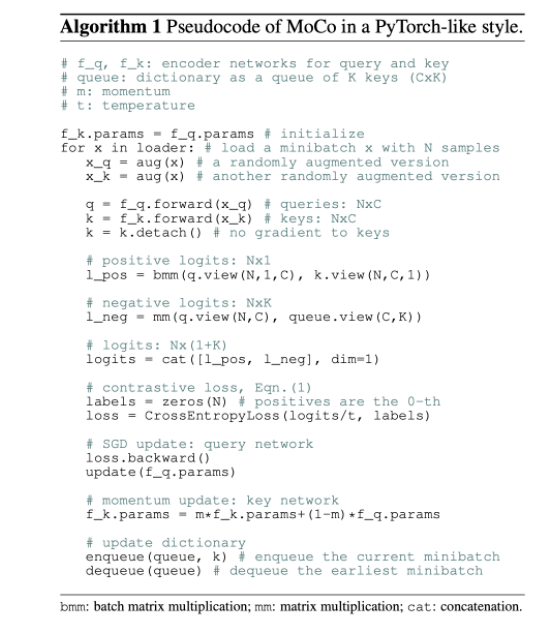 Algorithm 1 Pseudocode of MoCo in a PyTorch-like style.
# f_q, f_k: encoder networks for query and key
# queue: dictionary as a queue of K keys (CxK)
# m: momentum
# t: temperature
f_k.params = f_q.params # initialize
for x in loader: # load a minibatch x with N samples
x_q = aug(x) # a randomly augmented version
x_k = aug(x) # another randomly augmented version
q = f_q.forward(x_q) # queries: NxC
k = f_k.forward(x_k) # keys: NxC
k = k.detach() # no gradient to keys
# positive logits: Nx1
l_pos = bmm(q.view(N,1,C), k.view(N,C,1))
# negative logits: NxK
l_neg = mm(q.view(N,C), queue.view(C,K))
# logits: Nx(1+K)
logits = cat([l_pos, l_neg], dim=1)
# contrastive loss, Eqn.(1)
labels = zeros(N) # positives are the 0-th
loss = CrossEntropyLoss(logits/t, labels)
# SGD update: query network
loss.backward()
update(f_q.params)
# momentum update: key network
f_k.params = m*f_k.params+(1-m)*f_q.params
# update dictionary
enqueue(queue, k) # enqueue the current minibatch
dequeue(queue) # dequeue the earliest minibatch
bmm: batch matrix multiplication; mm: matrix multiplication; cat: concatenation.